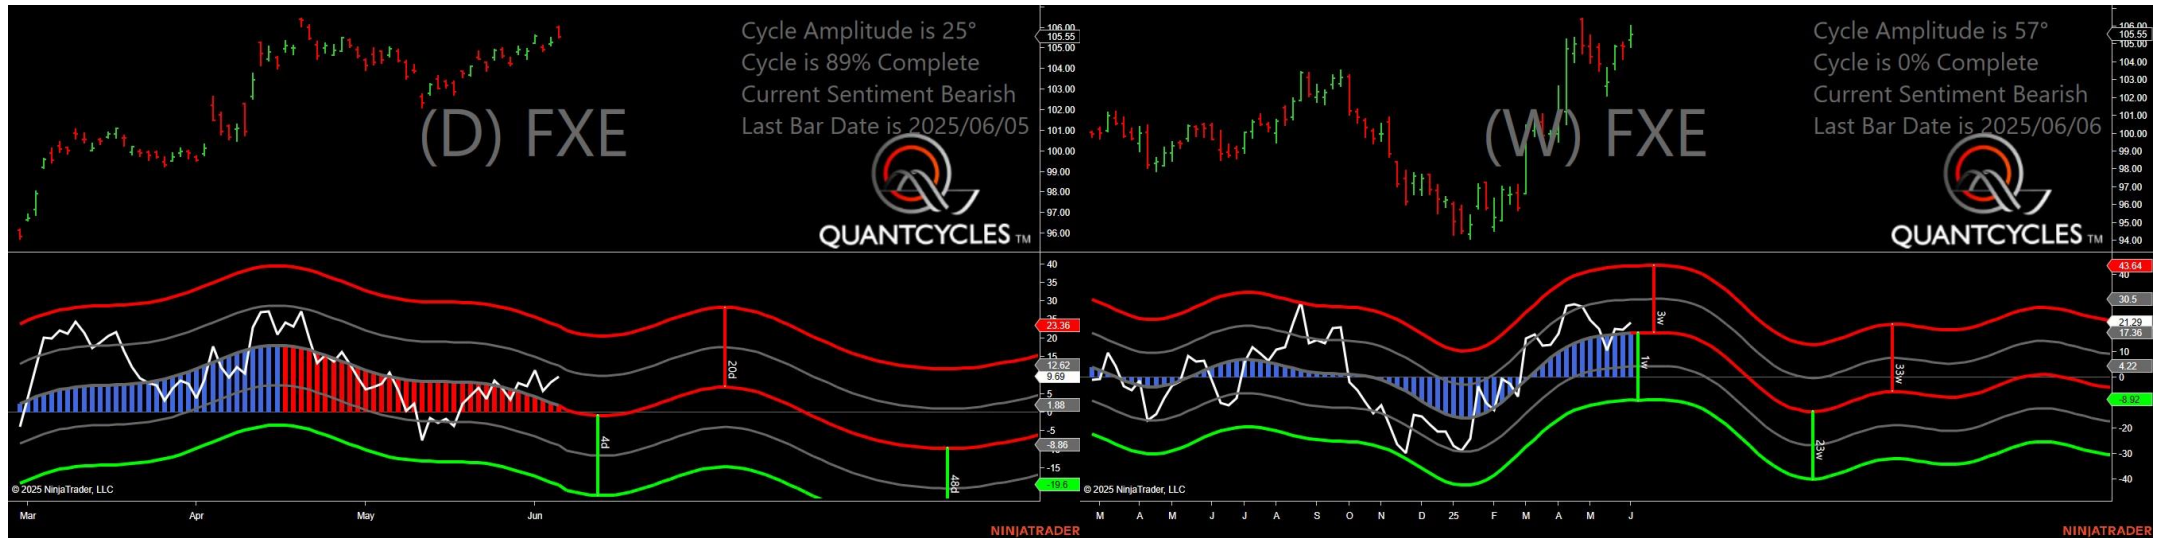 Cycle Amplitude is 25°
Cycle is 89% Complete
Current Sentiment Bearish
Last Bar Date is 2025/06/05
(D) FXE
QUANTCYCLES TM
106.00
105.55
105.00
104.00
103.00
102.00
101.00
100.00
99.00
98.00
97.00
96.00
40
35
30
25
23.36
20
15
12.62
9.69
5
1.88
0
-5
-8.86
-15
-19.6
20d
4d
48d
© 2025 NinjaTrader, LLC
Mar Apr May Jun
NINJATRADER
Cycle Amplitude is 57°
Cycle is 0% Complete
Current Sentiment Bearish
Last Bar Date is 2025/06/06
(W) FXE
QUANTCYCLES TM
106.00
105.55
105.00
104.00
103.00
102.00
101.00
100.00
99.00
98.00
97.00
96.00
95.00
94.00
43.64
40
30.5
21.29
17.36
10
4.22
0
-8.92
-20
-30
-40
3w
1w
33w
23w
© 2025 NinjaTrader, LLC
M A M J J A S O N D 25 F M A M J
NINJATRADER